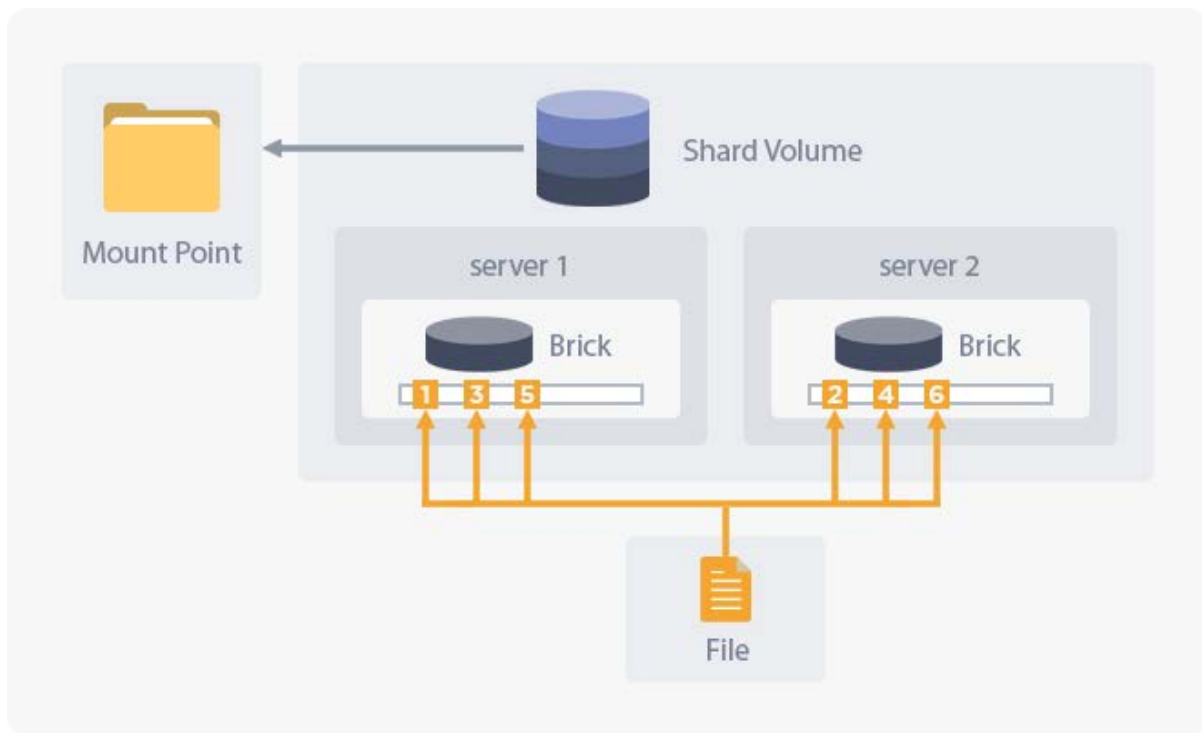 Shard Volume
Mount Point
server 1
server 2
Brick
Brick
1 3 5
2 4 6
File